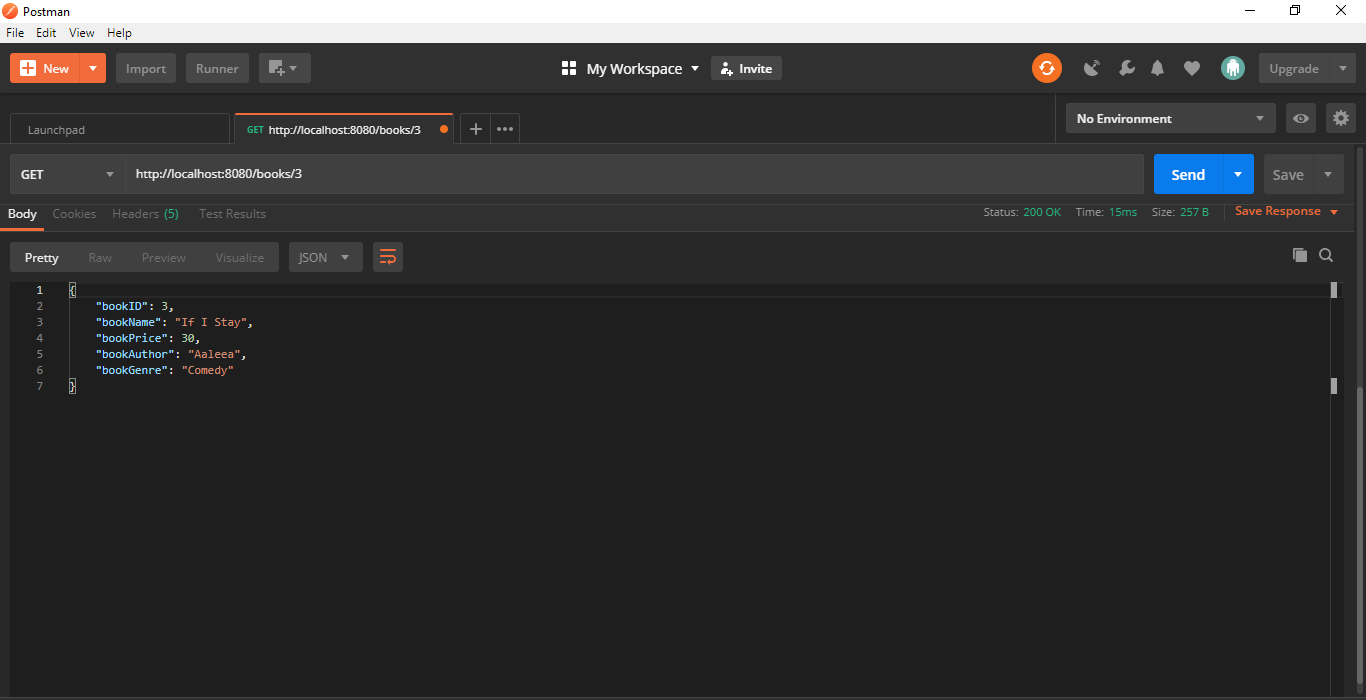 Postman
File Edit View Help
New Import Runner My Workspace Invite Upgrade
Launchpad GET http://localhost:8080/books/3 No Environment
GET http://localhost:8080/books/3 Send Save
Body Cookies Headers (5) Test Results Status: 200 OK Time: 15ms Size: 257 B Save Response
Pretty Raw Preview Visualize JSON
1 {
2 "bookID": 3,
3 "bookName": "If I Stay",
4 "bookPrice": 30,
5 "bookAuthor": "Aaleea",
6 "bookGenre": "Comedy"
7 }